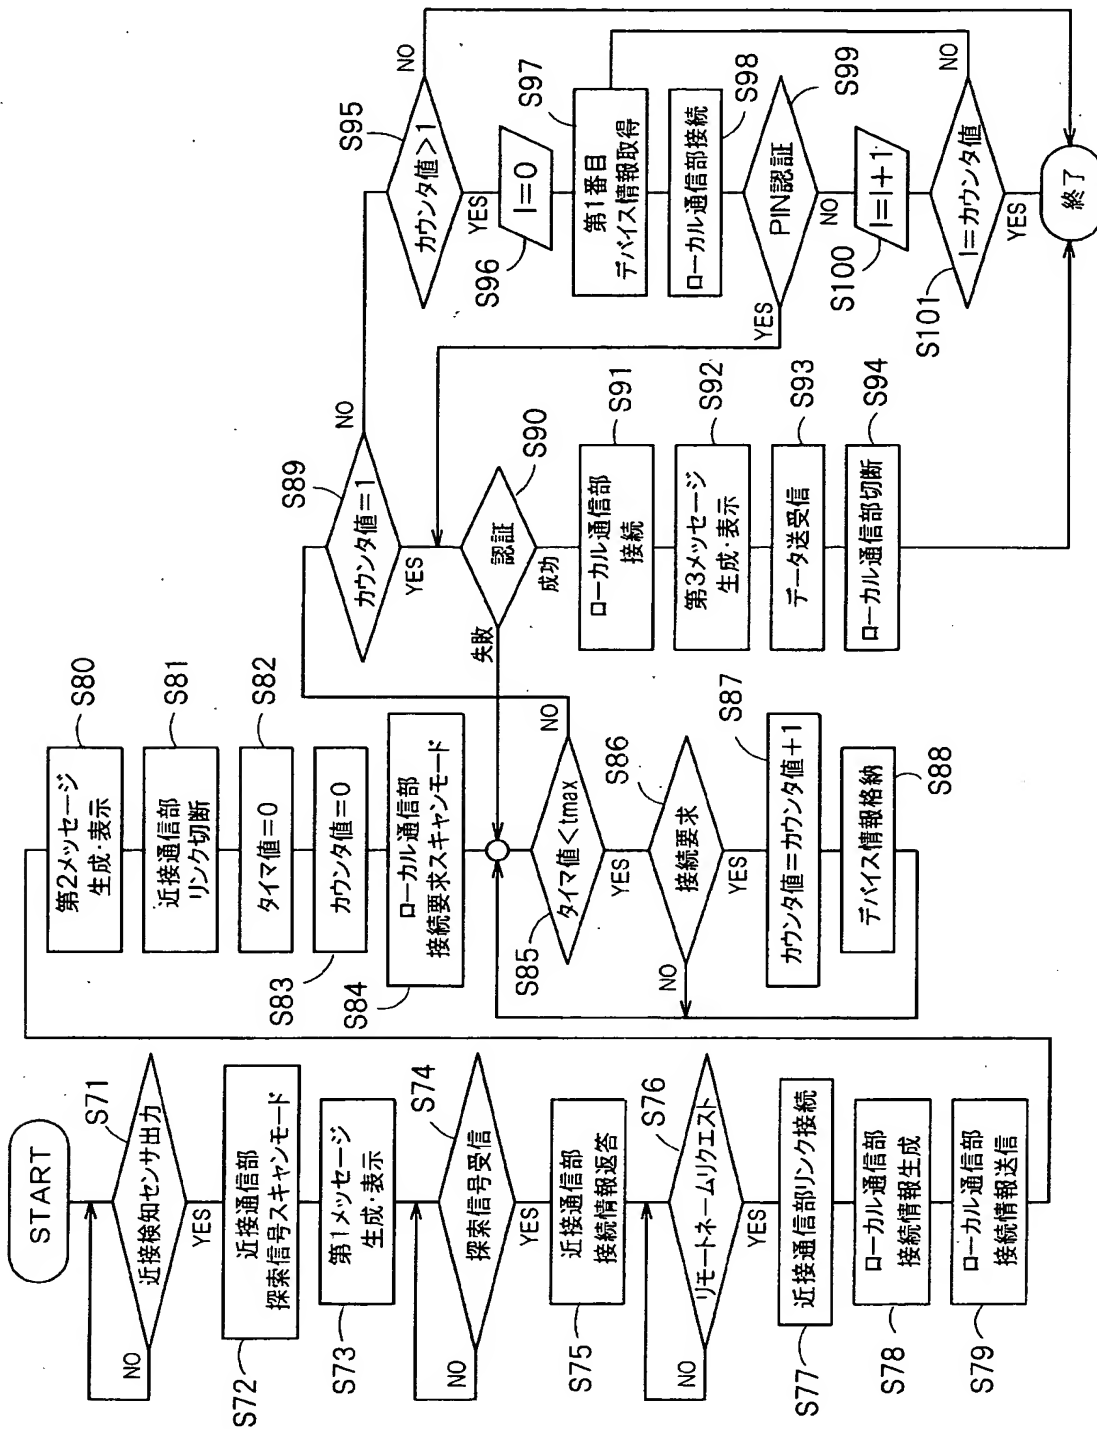 START
S71
近接検知センサ出力
NO
YES
S72
近接通信部
探索信号スキャンモード
S73
第1メッセージ
生成・表示
S74
探索信号受信
NO
YES
S75
近接通信部
接続情報返答
S76
リモートネームリクエスト
NO
YES
S77
近接通信部リンク接続
S78
ローカル通信部
接続情報生成
S79
ローカル通信部
接続情報送信
S80
第2メッセージ
生成・表示
S81
近接通信部
リンク切断
S82
タイマ値=0
S83
カウンタ値=0
S84
ローカル通信部
接続要求スキャンモード
S85
タイマ値<tmax
NO
YES
S86
接続要求
NO
YES
S87
カウンタ値=カウンタ値+1
S88
デバイス情報格納
S89
カウンタ値=1
NO
YES
S90
認証
失敗
成功
S91
ローカル通信部
接続
S92
第3メッセージ
生成・表示
S93
データ送受信
S94
ローカル通信部切断
S95
カウンタ値>1
NO
YES
S96
I=0
S97
第1番目
デバイス情報取得
S98
ローカル通信部接続
S99
PIN認証
YES
NO
S100
I=I+1
S101
I=カウンタ値
NO
YES
終了